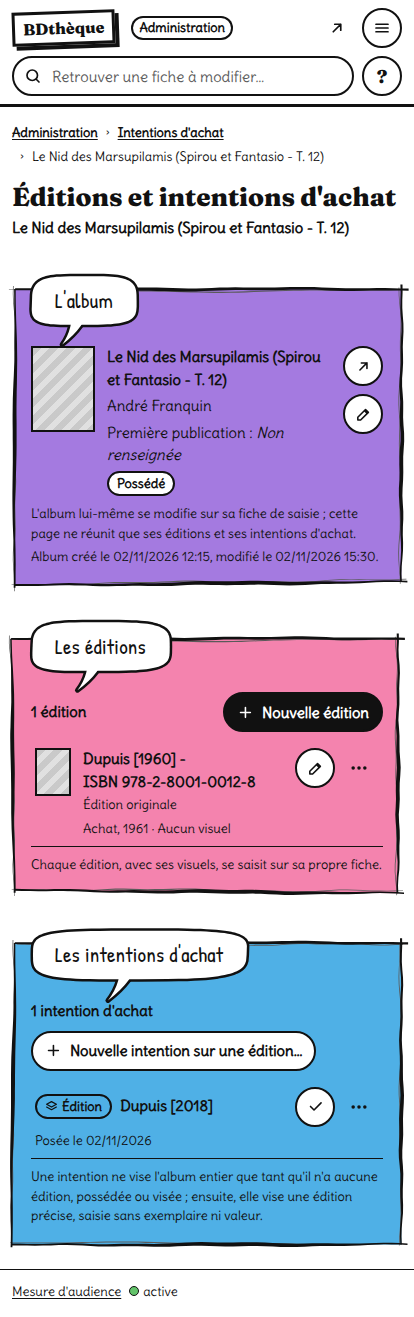 BDthèque
Administration
Retrouver une fiche à modifier...
?
Administration › Intentions d'achat
› Le Nid des Marsupilamis (Spirou et Fantasio - T. 12)
Éditions et intentions d'achat
Le Nid des Marsupilamis (Spirou et Fantasio - T. 12)
L'album
Le Nid des Marsupilamis (Spirou
et Fantasio - T. 12)
André Franquin
Première publication : Non
renseignée
Possédé
L'album lui-même se modifie sur sa fiche de saisie ; cette
page ne réunit que ses éditions et ses intentions d'achat.
Album créé le 02/11/2026 12:15, modifié le 02/11/2026 15:30.
Les éditions
1 édition
+ Nouvelle édition
Dupuis [1960] -
ISBN 978-2-8001-0012-8
Édition originale
Achat, 1961 · Aucun visuel
Chaque édition, avec ses visuels, se saisit sur sa propre fiche.
Les intentions d'achat
1 intention d'achat
+ Nouvelle intention sur une édition...
Édition Dupuis [2018]
Posée le 02/11/2026
Une intention ne vise l'album entier que tant qu'il n'a aucune
édition, possédée ou visée ; ensuite, elle vise une édition
précise, saisie sans exemplaire ni valeur.
Mesure d'audience active